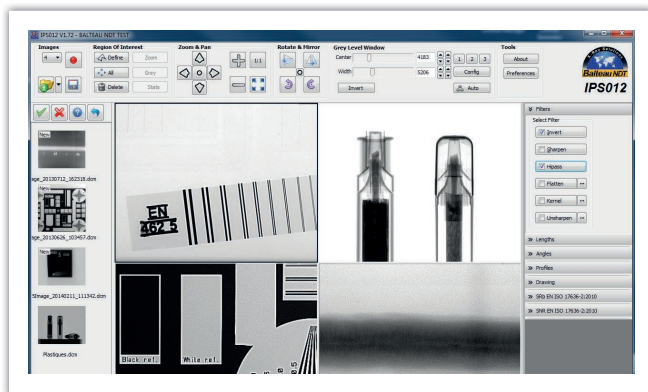 IPS012 V1.72 - BALTEAU NDT TEST
Images
Region Of Interest
Zoom & Pan
Rotate & Mirror
Grey Level Window
Tools
4
Define
Zoom
1:1
Center
4183
1 2 3
About
All
Grey
Width
5206
Config
Preferences
Delete
Stats
Invert
Auto
Balteau NDT
IPS012
New
age_20130712_162318.dcm
New
age_20130626_103457.dcm
New
SImage_20140211_111342.dcm
Plastiques.dcm
EN
462 5
Black ref.
White ref.
Filters
Select Filter
Invert
Sharpen
Hipass
Flatten
Kernel
Unsharpen
Lengths
Angles
Profiles
Drawing
SRb EN ISO 17636-2:2010
SNR EN ISO 17636-2:2010